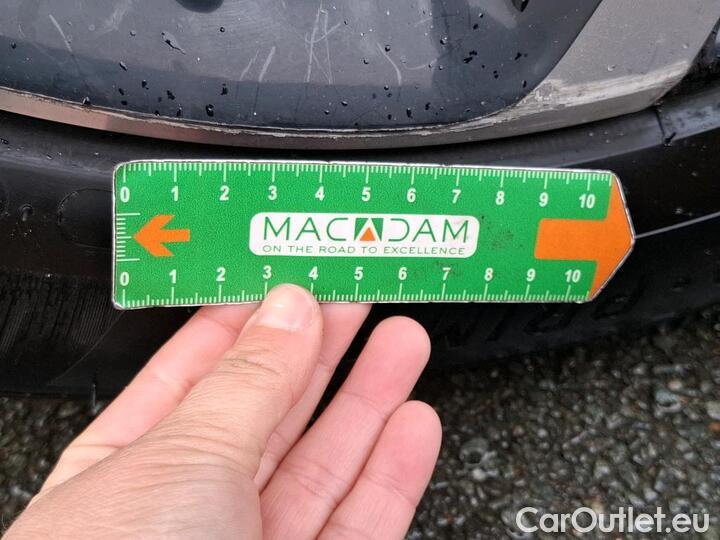 0 1 2 3 4 5 6 7 8 9 10
MACADAM
ON THE ROAD TO EXCELLENCE
0 1 2 3 4 5 6 7 8 9 10
CarOutlet.eu